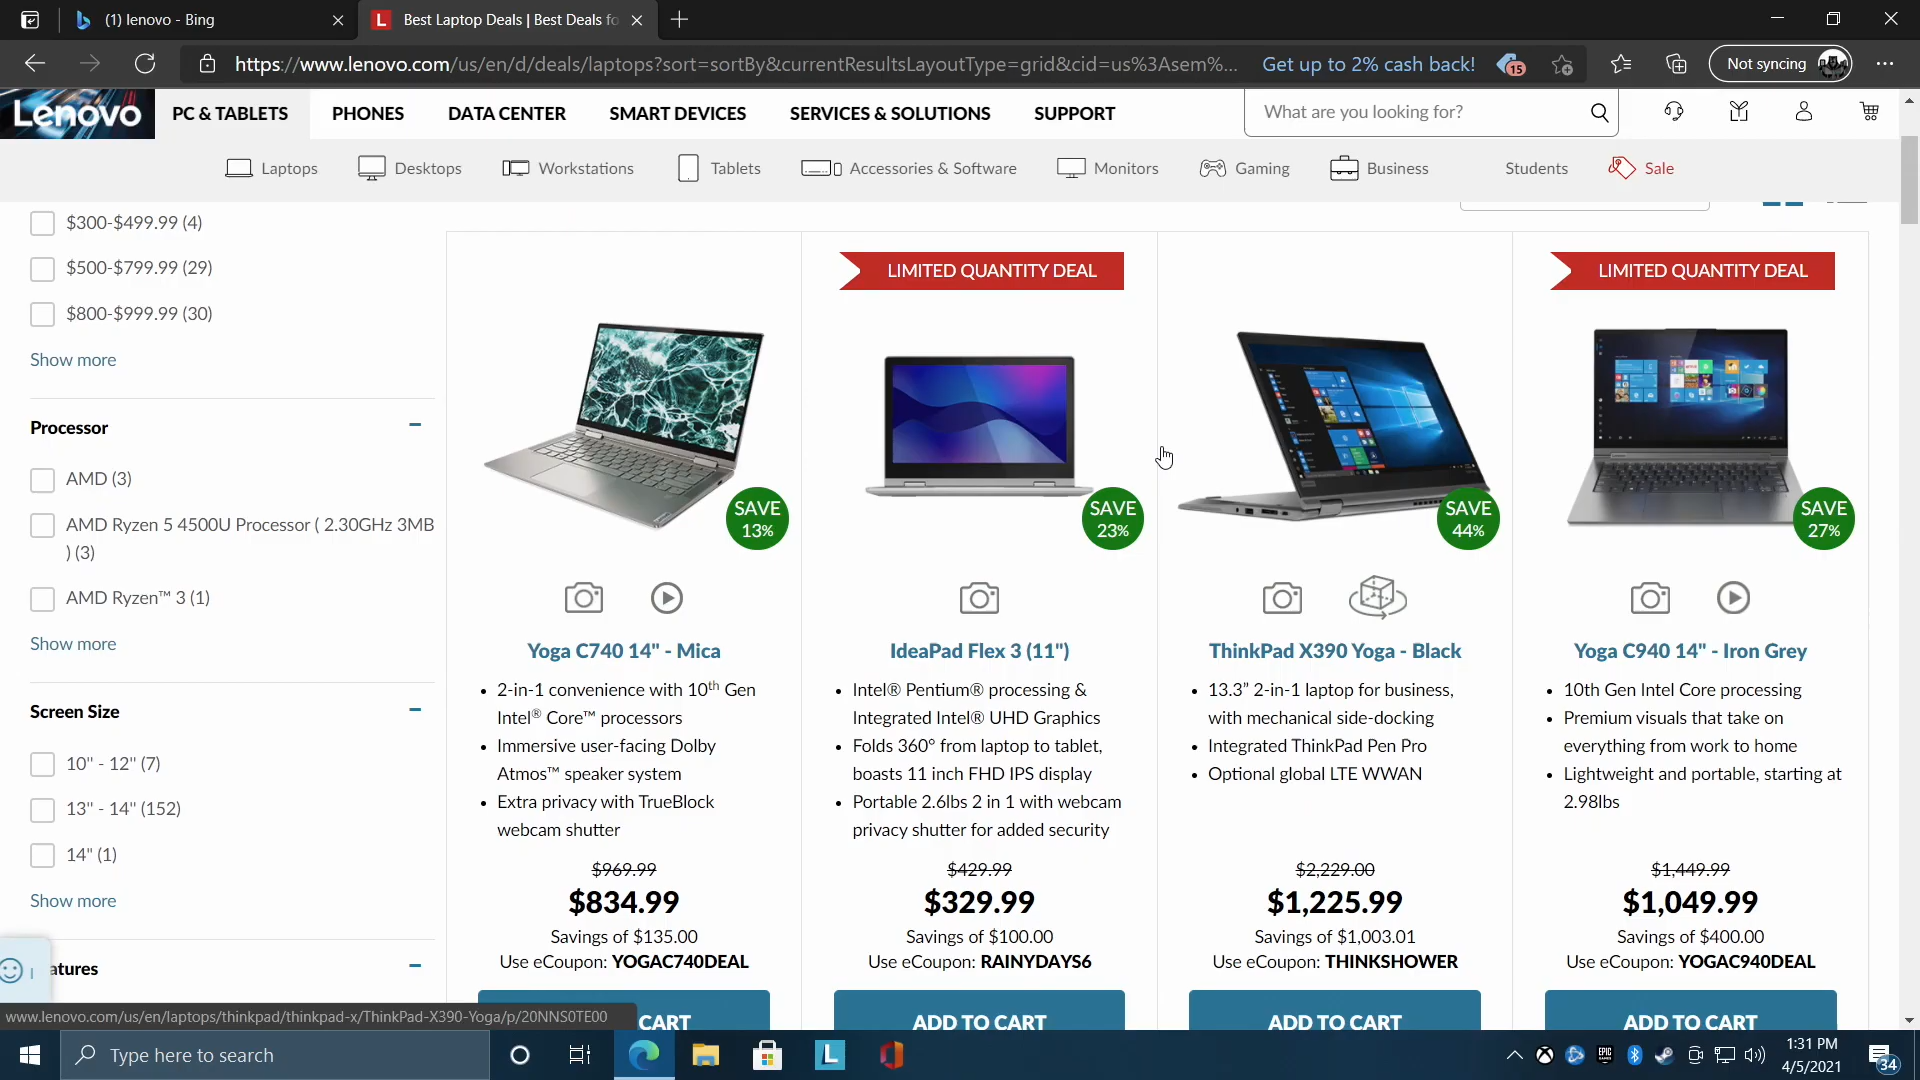 (1) lenovo - Bing
Best Laptop Deals | Best Deals fo
https://www.lenovo.com/us/en/d/deals/laptops?sort=sortBy&currentResultsLayoutType=grid&cid=us%3Asem%...
Get up to 2% cash back!
15
Not syncing
Lenovo
PC & TABLETS
PHONES
DATA CENTER
SMART DEVICES
SERVICES & SOLUTIONS
SUPPORT
What are you looking for?
Laptops
Desktops
Workstations
Tablets
Accessories & Software
Monitors
Gaming
Business
Students
Sale
$300-$499.99 (4)
$500-$799.99 (29)
$800-$999.99 (30)
Show more
Processor
AMD (3)
AMD Ryzen 5 4500U Processor ( 2.30GHz 3MB
) (3)
AMD Ryzen™ 3 (1)
Show more
Screen Size
10" - 12" (7)
13" - 14" (152)
14" (1)
Show more
atures
SAVE
13%
Yoga C740 14" - Mica
• 2-in-1 convenience with 10th Gen
Intel® Core™ processors
• Immersive user-facing Dolby
Atmos™ speaker system
• Extra privacy with TrueBlock
webcam shutter
$969.99
$834.99
Savings of $135.00
Use eCoupon: YOGAC740DEAL
CART
LIMITED QUANTITY DEAL
SAVE
23%
IdeaPad Flex 3 (11")
• Intel® Pentium® processing &
Integrated Intel® UHD Graphics
• Folds 360° from laptop to tablet,
boasts 11 inch FHD IPS display
• Portable 2.6lbs 2 in 1 with webcam
privacy shutter for added security
$429.99
$329.99
Savings of $100.00
Use eCoupon: RAINYDAYS6
ADD TO CART
SAVE
44%
ThinkPad X390 Yoga - Black
• 13.3” 2-in-1 laptop for business,
with mechanical side-docking
• Integrated ThinkPad Pen Pro
• Optional global LTE WWAN
$2,229.00
$1,225.99
Savings of $1,003.01
Use eCoupon: THINKSHOWER
ADD TO CART
LIMITED QUANTITY DEAL
SAVE
27%
Yoga C940 14" - Iron Grey
• 10th Gen Intel Core processing
• Premium visuals that take on
everything from work to home
• Lightweight and portable, starting at
2.98lbs
$1,449.99
$1,049.99
Savings of $400.00
Use eCoupon: YOGAC940DEAL
ADD TO CART
www.lenovo.com/us/en/laptops/thinkpad/thinkpad-x/ThinkPad-X390-Yoga/p/20NNS0TE00
Type here to search
L
EPIC
1:31 PM
4/5/2021
34